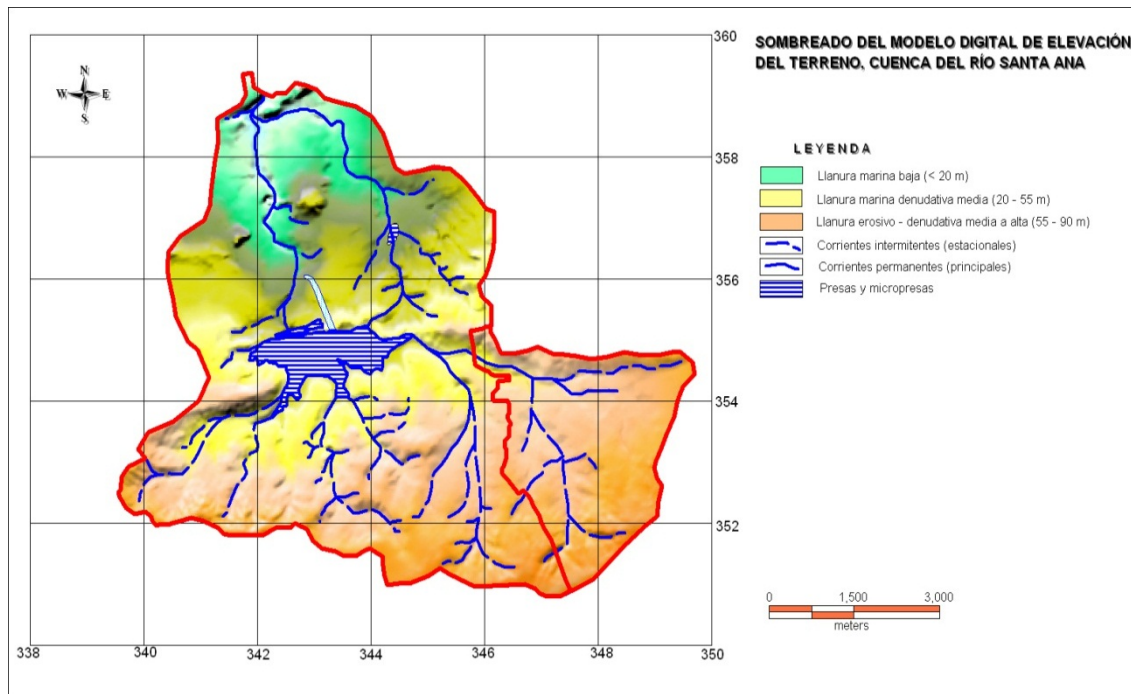 SOMBREADO DEL MODELO DIGITAL DE ELEVACIÓN
DEL TERRENO. CUENCA DEL RÍO SANTA ANA
N
W E
S
LEYENDA
Llanura marina baja (< 20 m)
Llanura marina denudativa media (20 - 55 m)
Llanura erosivo - denudativa media a alta (55 - 90 m)
Corrientes intermitentes (estacionales)
Corrientes permanentes (principales)
Presas y micropresas
360
358
356
354
352
338 340 342 344 346 348 350
0 1,500 3,000
meters